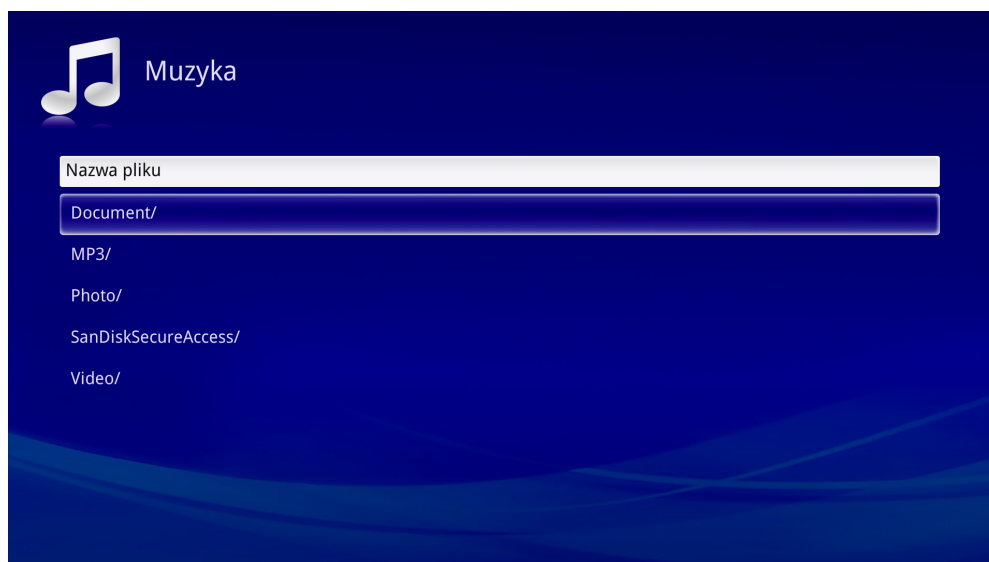 Muzyka
Nazwa pliku
Document/
MP3/
Photo/
SanDiskSecureAccess/
Video/